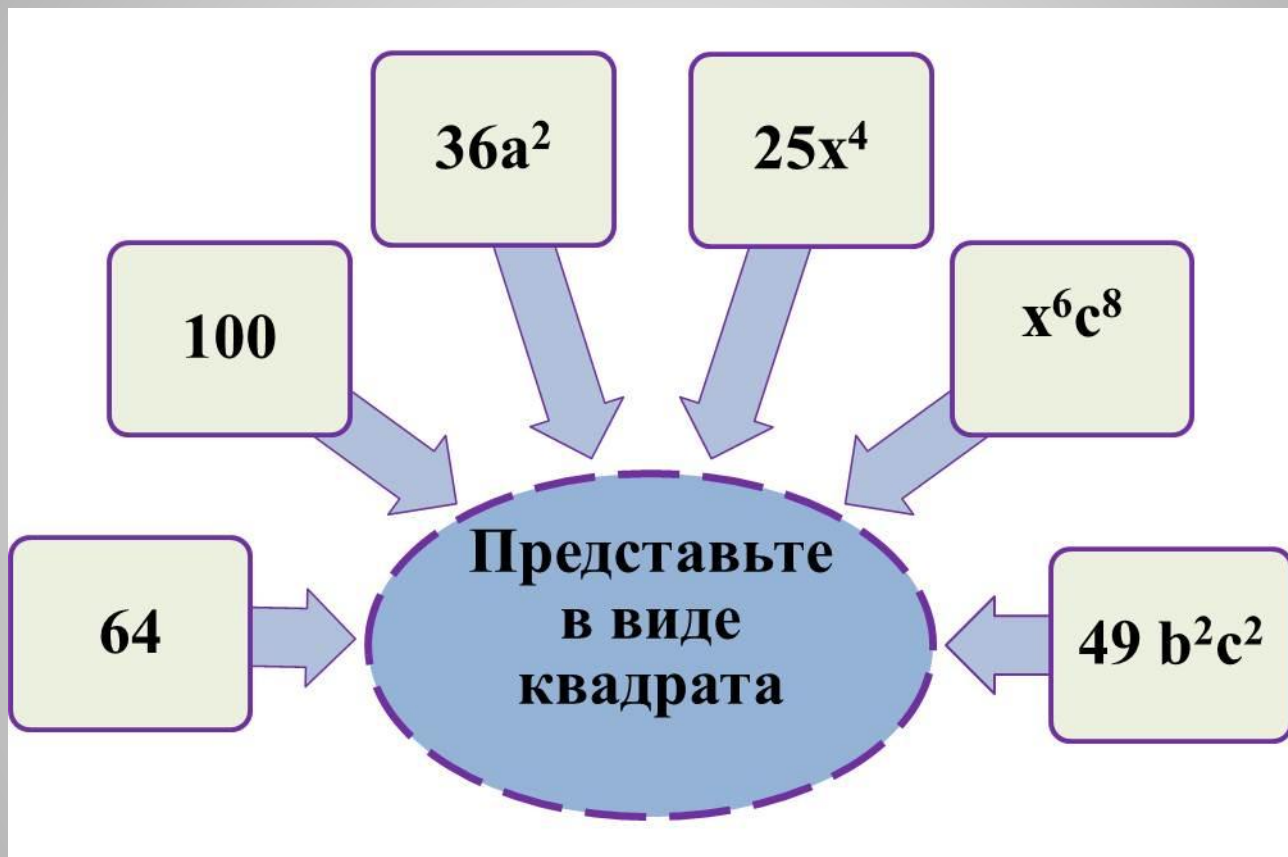 36a²
25x⁴
100
x⁶c⁸
64
Представьте
в виде
квадрата
49 b²c²